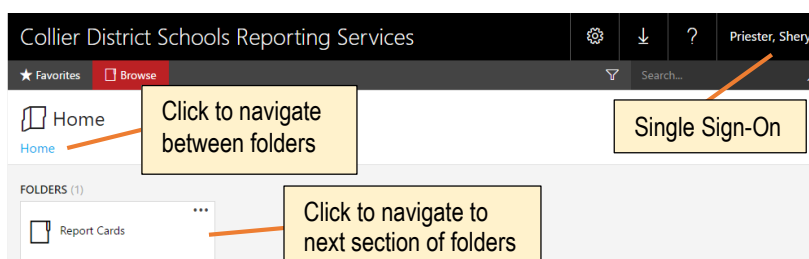 Collier District Schools Reporting Services
? Priester, Shery
★ Favorites Browse Search...
Home
Home
Click to navigate
between folders
Single Sign-On
FOLDERS (1)
...
Report Cards
Click to navigate to
next section of folders